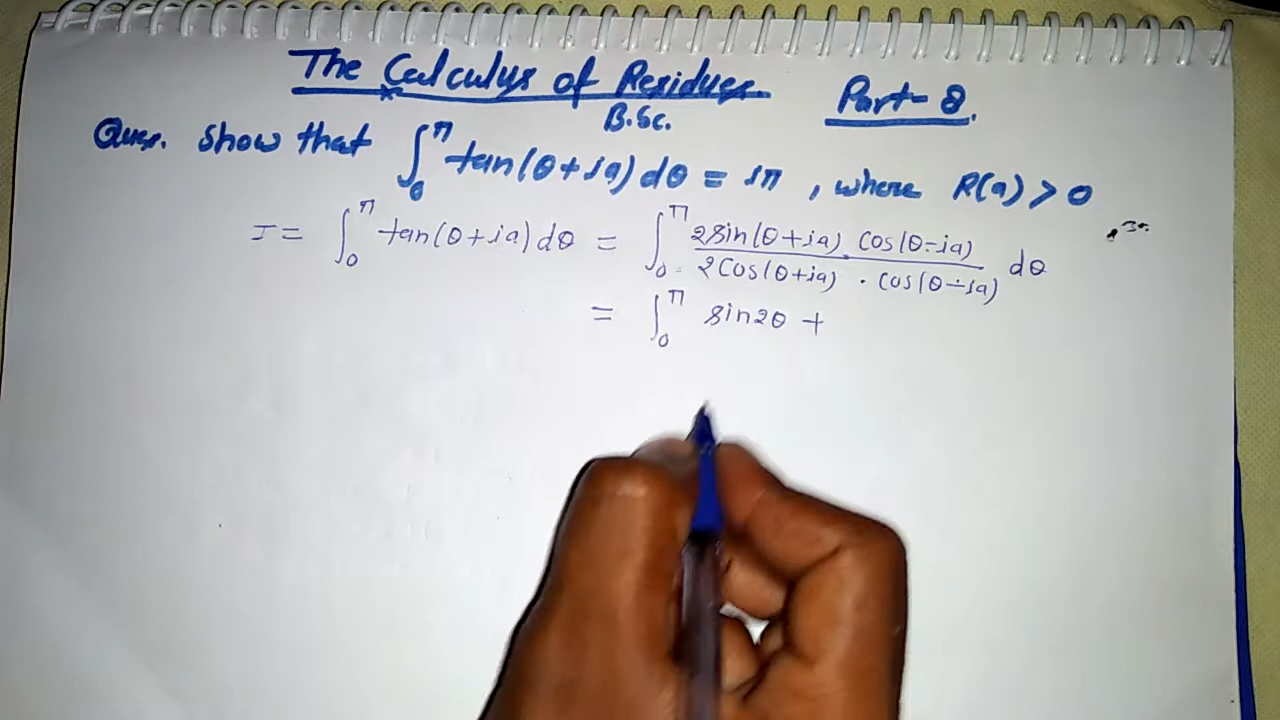 The Calculus of Residues Part-8.
B.Sc.
Ques. Show that ∫₀^π tan(θ+ia) dθ = iπ, where R(a) > 0
I = ∫₀^π tan(θ+ia) dθ = ∫₀^π 2sin(θ+ia) . cos(θ-ia) / 2cos(θ+ia) . cos(θ-ia) dθ
= ∫₀^π sin2θ +